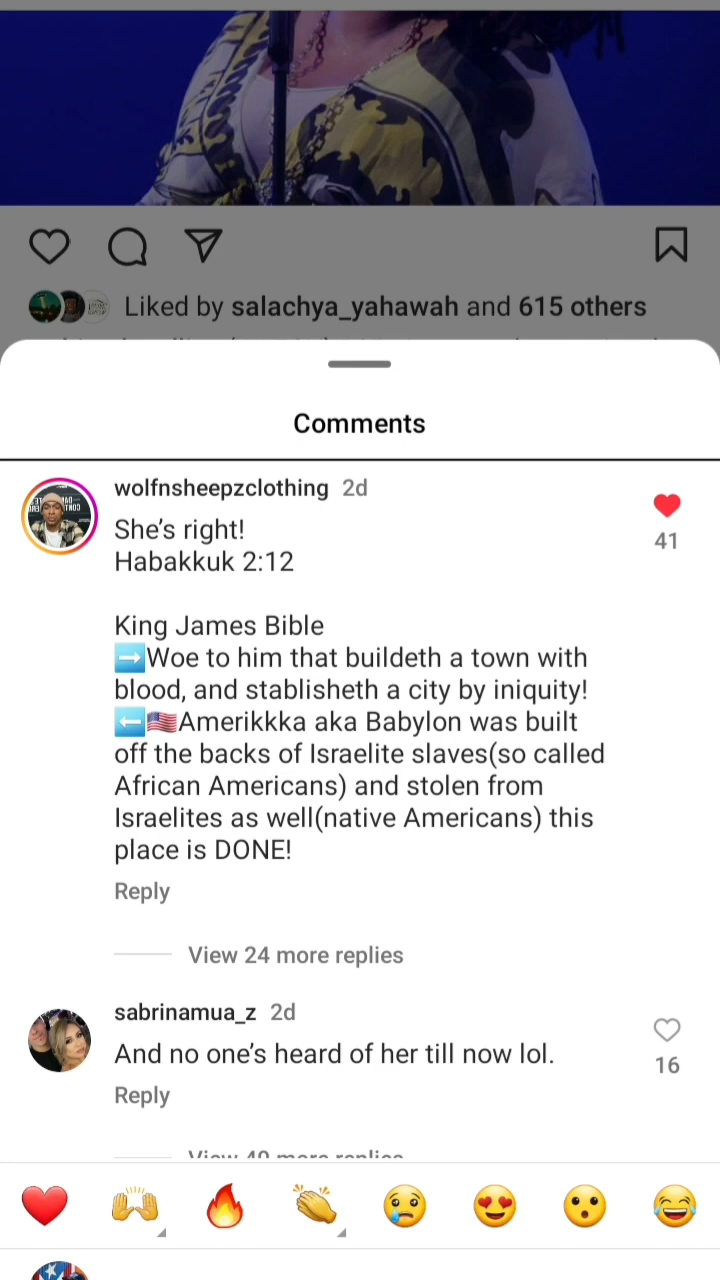 Liked by salachya_yahawah and 615 others
Comments
wolfnsheepzclothing 2d
She's right!
Habakkuk 2:12
41
King James Bible
➡️Woe to him that buildeth a town with
blood, and stablisheth a city by iniquity!
⬅️🇺🇸Amerikkka aka Babylon was built
off the backs of Israelite slaves(so called
African Americans) and stolen from
Israelites as well(native Americans) this
place is DONE!
Reply
View 24 more replies
sabrinamua_z 2d
And no one's heard of her till now lol.
16
Reply
View 40 more replies